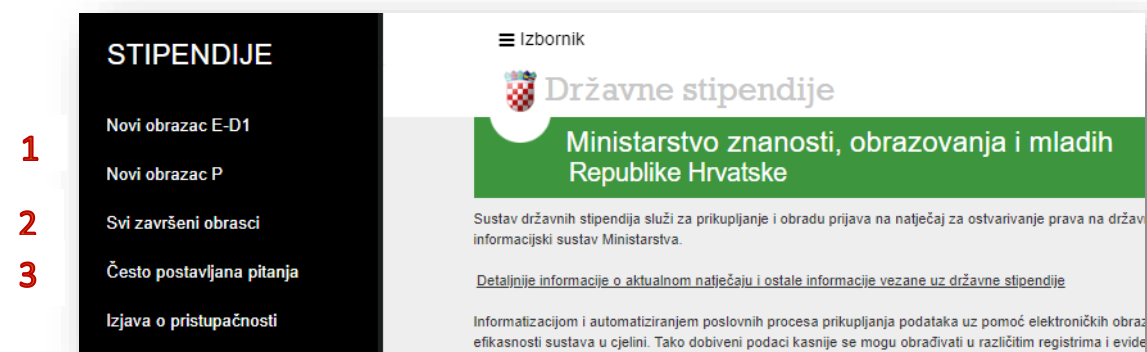 STIPENDIJE
Novi obrazac E-D1
1
Novi obrazac P
2
Svi završeni obrasci
3
Često postavljana pitanja
Izjava o pristupačnosti
Izbornik
Državne stipendije
Ministarstvo znanosti, obrazovanja i mladih
Republike Hrvatske
Sustav državnih stipendija služi za prikupljanje i obradu prijava na natječaj za ostvarivanje prava na
informacijski sustav Ministarstva.
Detaljnije informacije o aktualnom natječaju i ostale informacije vezane uz državne stipendije
Informatizacijom i automatiziranjem poslovnih procesa prikupljanja podataka uz pomoć elektroničkih
efikasnosti sustava u cjelini. Tako dobiveni podaci kasnije se mogu obrađivati u različitim registrima i